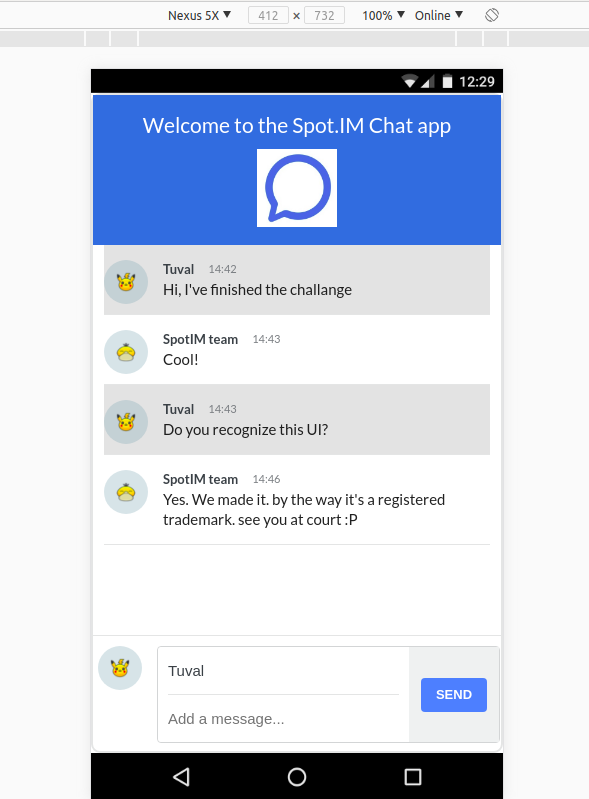 Nexus 5X ▼ 412 × 732 100% ▼ Online ▼
12:29
Welcome to the Spot.IM Chat app
Tuval 14:42
Hi, I've finished the challange
SpotIM team 14:43
Cool!
Tuval 14:43
Do you recognize this UI?
SpotIM team 14:46
Yes. We made it. by the way it's a registered
trademark. see you at court :P
Tuval
Add a message...
SEND